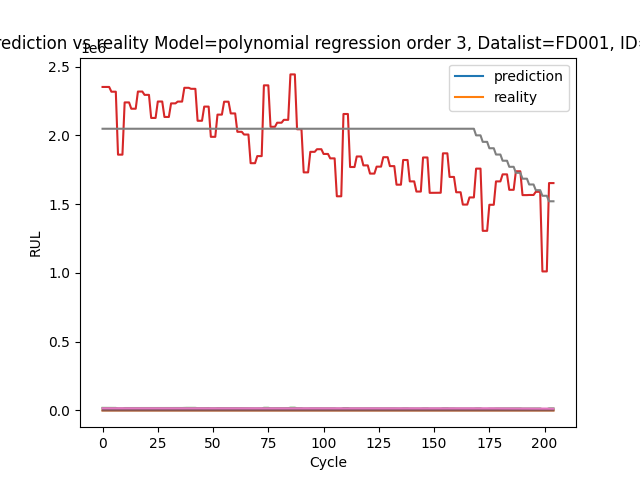 rediction vs reality Model=polynomial regression order 3, Datalist=FD001, ID=
1e6
2.5
2.0
1.5
1.0
0.5
0.0
RUL
prediction
reality
0 25 50 75 100 125 150 175 200
Cycle